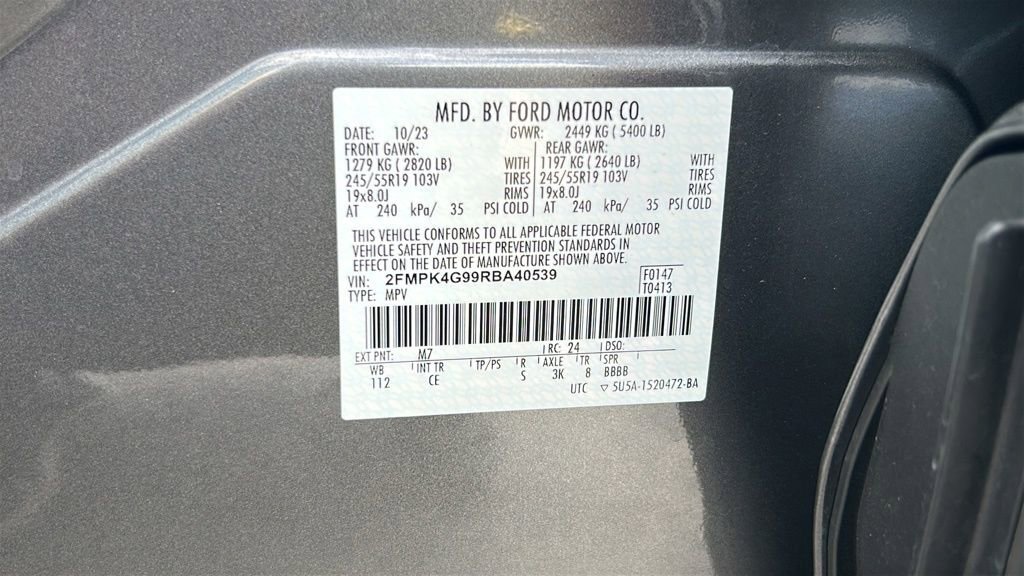 MFD. BY FORD MOTOR CO.
DATE: 10/23 GVWR: 2449 KG ( 5400 LB)
FRONT GAWR: REAR GAWR:
1279 KG ( 2820 LB) WITH 1197 KG ( 2640 LB) WITH
245/55R19 103V TIRES 245/55R19 103V TIRES
19x8.0J RIMS 19x8.0J RIMS
AT 240 kPa/ 35 PSI COLD AT 240 kPa/ 35 PSI COLD
THIS VEHICLE CONFORMS TO ALL APPLICABLE FEDERAL MOTOR
VEHICLE SAFETY AND THEFT PREVENTION STANDARDS IN
EFFECT ON THE DATE OF MANUFACTURE SHOWN ABOVE.
VIN: 2FMPK4G99RBA40539 F0147
TYPE: MPV T0413
EXT PNT: M7 RC: 24 DSO:
WB INT TR TP/PS R AXLE TR SPR
112 CE S 3K 8 BBBB
UTC ▽ 5U5A-1520472-BA